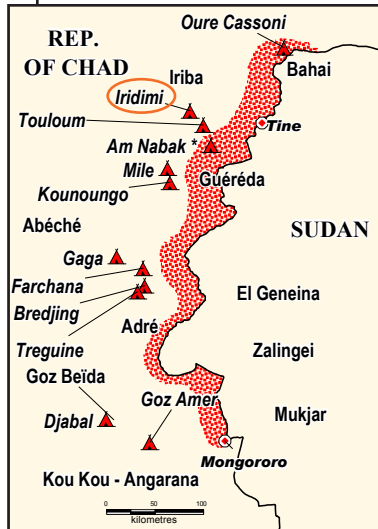 Oure Cassoni
REP.
OF CHAD
Bahai
Iriba
Iridimi
Touloum
Tine
Am Nabak *
Mile
Guéréda
Kounoungo
Abéché
SUDAN
Gaga
Farchana
El Geneina
Bredjing
Adré
Treguine
Zalingei
Goz Beïda
Goz Amer
Djabal
Mukjar
Mongororo
Kou Kou - Angarana
0 50 100
kilometres